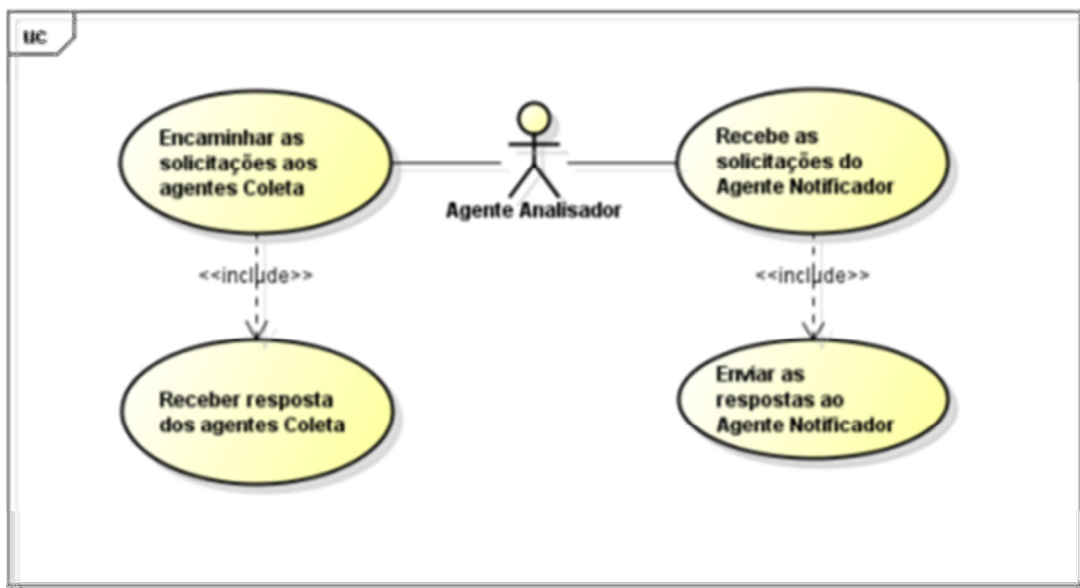 uc
Encaminhar as
solicitações aos
agentes Coleta
Agente Analisador
Recebe as
solicitações do
Agente Notificador
<<include>>
<<include>>
Receber resposta
dos agentes Coleta
Enviar as
respostas ao
Agente Notificador